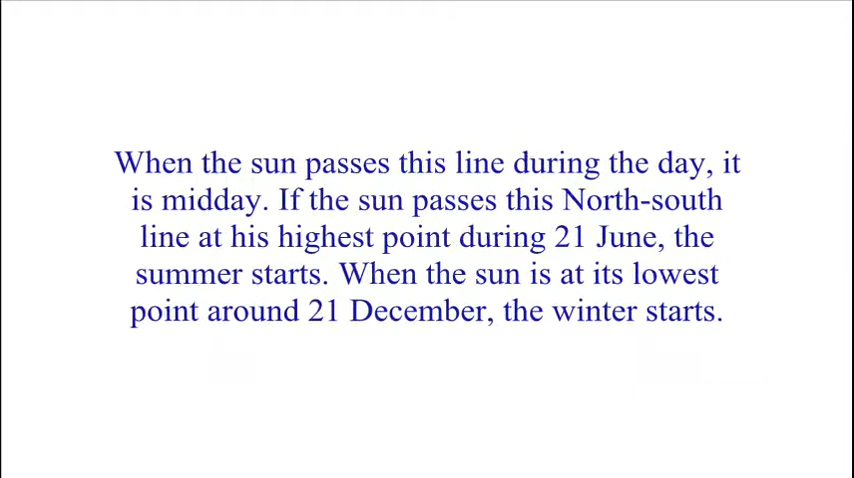 When the sun passes this line during the day, it
is midday. If the sun passes this North-south
line at his highest point during 21 June, the
summer starts. When the sun is at its lowest
point around 21 December, the winter starts.